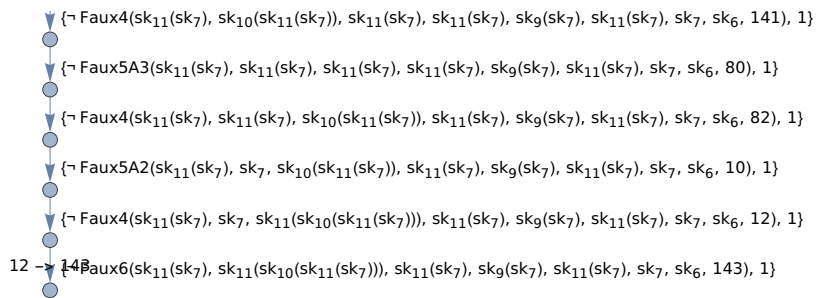 {¬ Faux4(sk₁₁(sk₇), sk₁₀(sk₁₁(sk₇)), sk₁₁(sk₇), sk₁₁(sk₇), sk₉(sk₇), sk₁₁(sk₇), sk₇, sk₆, 141), 1}
{¬ Faux5A3(sk₁₁(sk₇), sk₁₁(sk₇), sk₁₁(sk₇), sk₁₁(sk₇), sk₉(sk₇), sk₁₁(sk₇), sk₇, sk₆, 80), 1}
{¬ Faux4(sk₁₁(sk₇), sk₁₁(sk₇), sk₁₀(sk₁₁(sk₇)), sk₁₁(sk₇), sk₉(sk₇), sk₁₁(sk₇), sk₇, sk₆, 82), 1}
{¬ Faux5A2(sk₁₁(sk₇), sk₇, sk₁₀(sk₁₁(sk₇)), sk₁₁(sk₇), sk₉(sk₇), sk₁₁(sk₇), sk₇, sk₆, 10), 1}
{¬ Faux4(sk₁₁(sk₇), sk₇, sk₁₁(sk₁₀(sk₁₁(sk₇))), sk₁₁(sk₇), sk₉(sk₇), sk₁₁(sk₇), sk₇, sk₆, 12), 1}
12 -> 143 {¬ Faux6(sk₁₁(sk₇), sk₁₁(sk₁₀(sk₁₁(sk₇))), sk₁₁(sk₇), sk₉(sk₇), sk₁₁(sk₇), sk₇, sk₆, 143), 1}